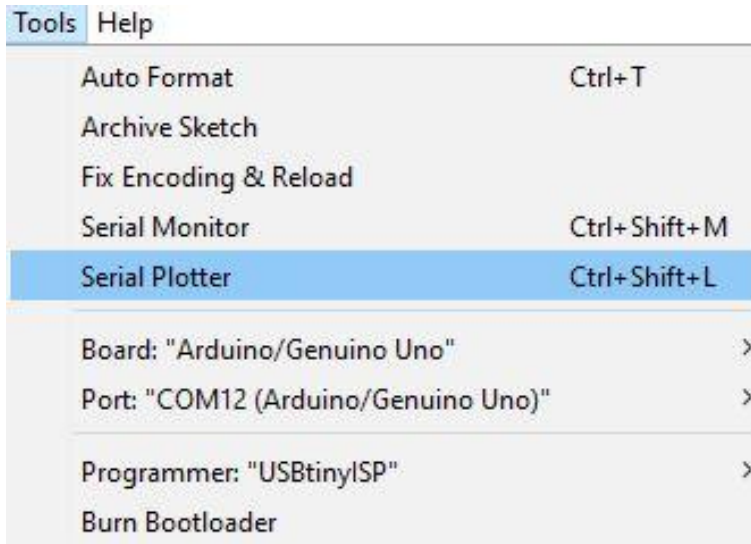 Tools Help
Auto Format Ctrl+T
Archive Sketch
Fix Encoding & Reload
Serial Monitor Ctrl+Shift+M
Serial Plotter Ctrl+Shift+L
Board: "Arduino/Genuino Uno"
Port: "COM12 (Arduino/Genuino Uno)"
Programmer: "USBtinyISP"
Burn Bootloader